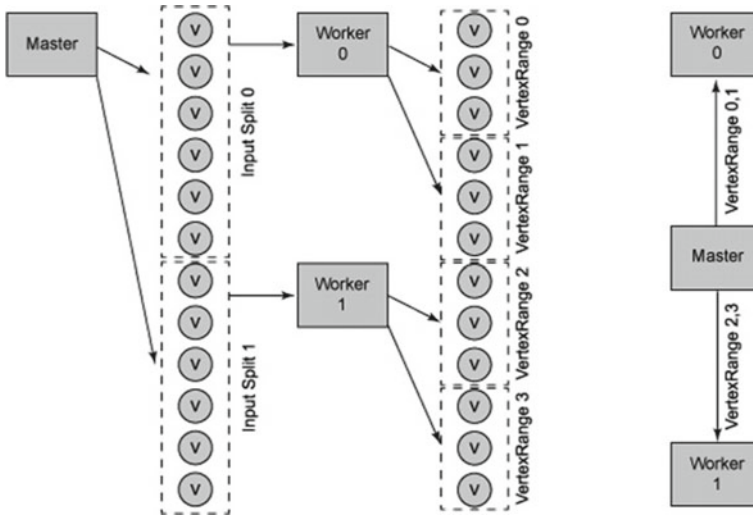 Master
V
V
V
V
V
V
Input Split 0
V
V
V
V
V
V
Input Split 1
Worker
0
Worker
1
V
V
V
VertexRange 0
V
V
V
VertexRange 1
V
V
V
VertexRange 2
V
V
V
VertexRange 3
Worker
0
VertexRange 0,1
Master
VertexRange 2,3
Worker
1